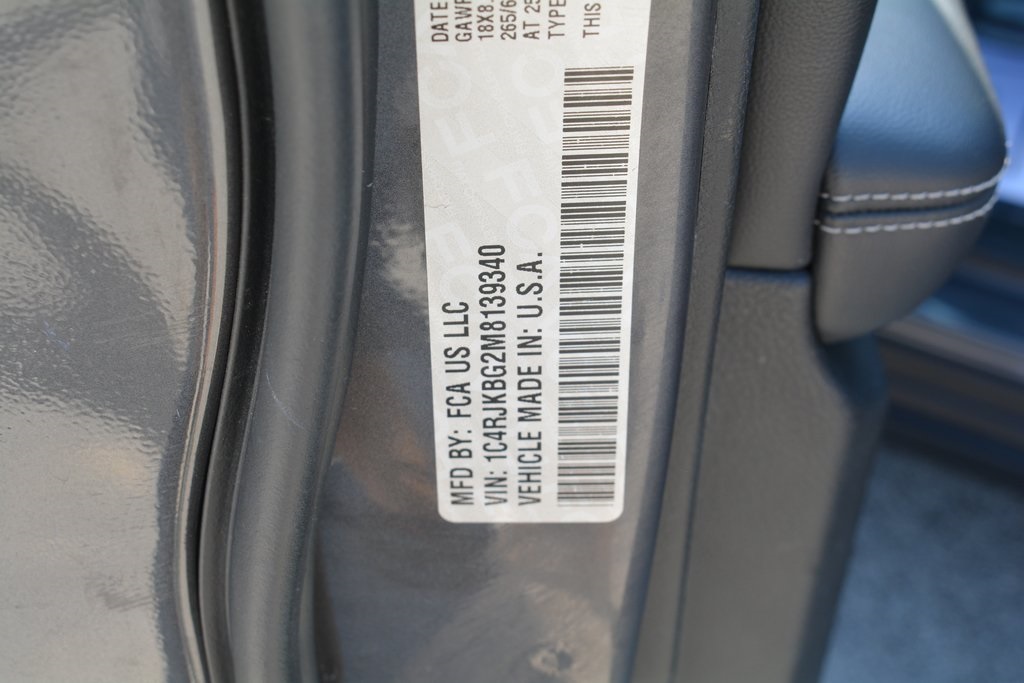 MFD BY: FCA US LLC
VIN: 1C4RJKBG2M8139340
VEHICLE MADE IN: U.S.A.
DATE
GAWR
18X8.
265/6
AT 25
TYPE
THIS